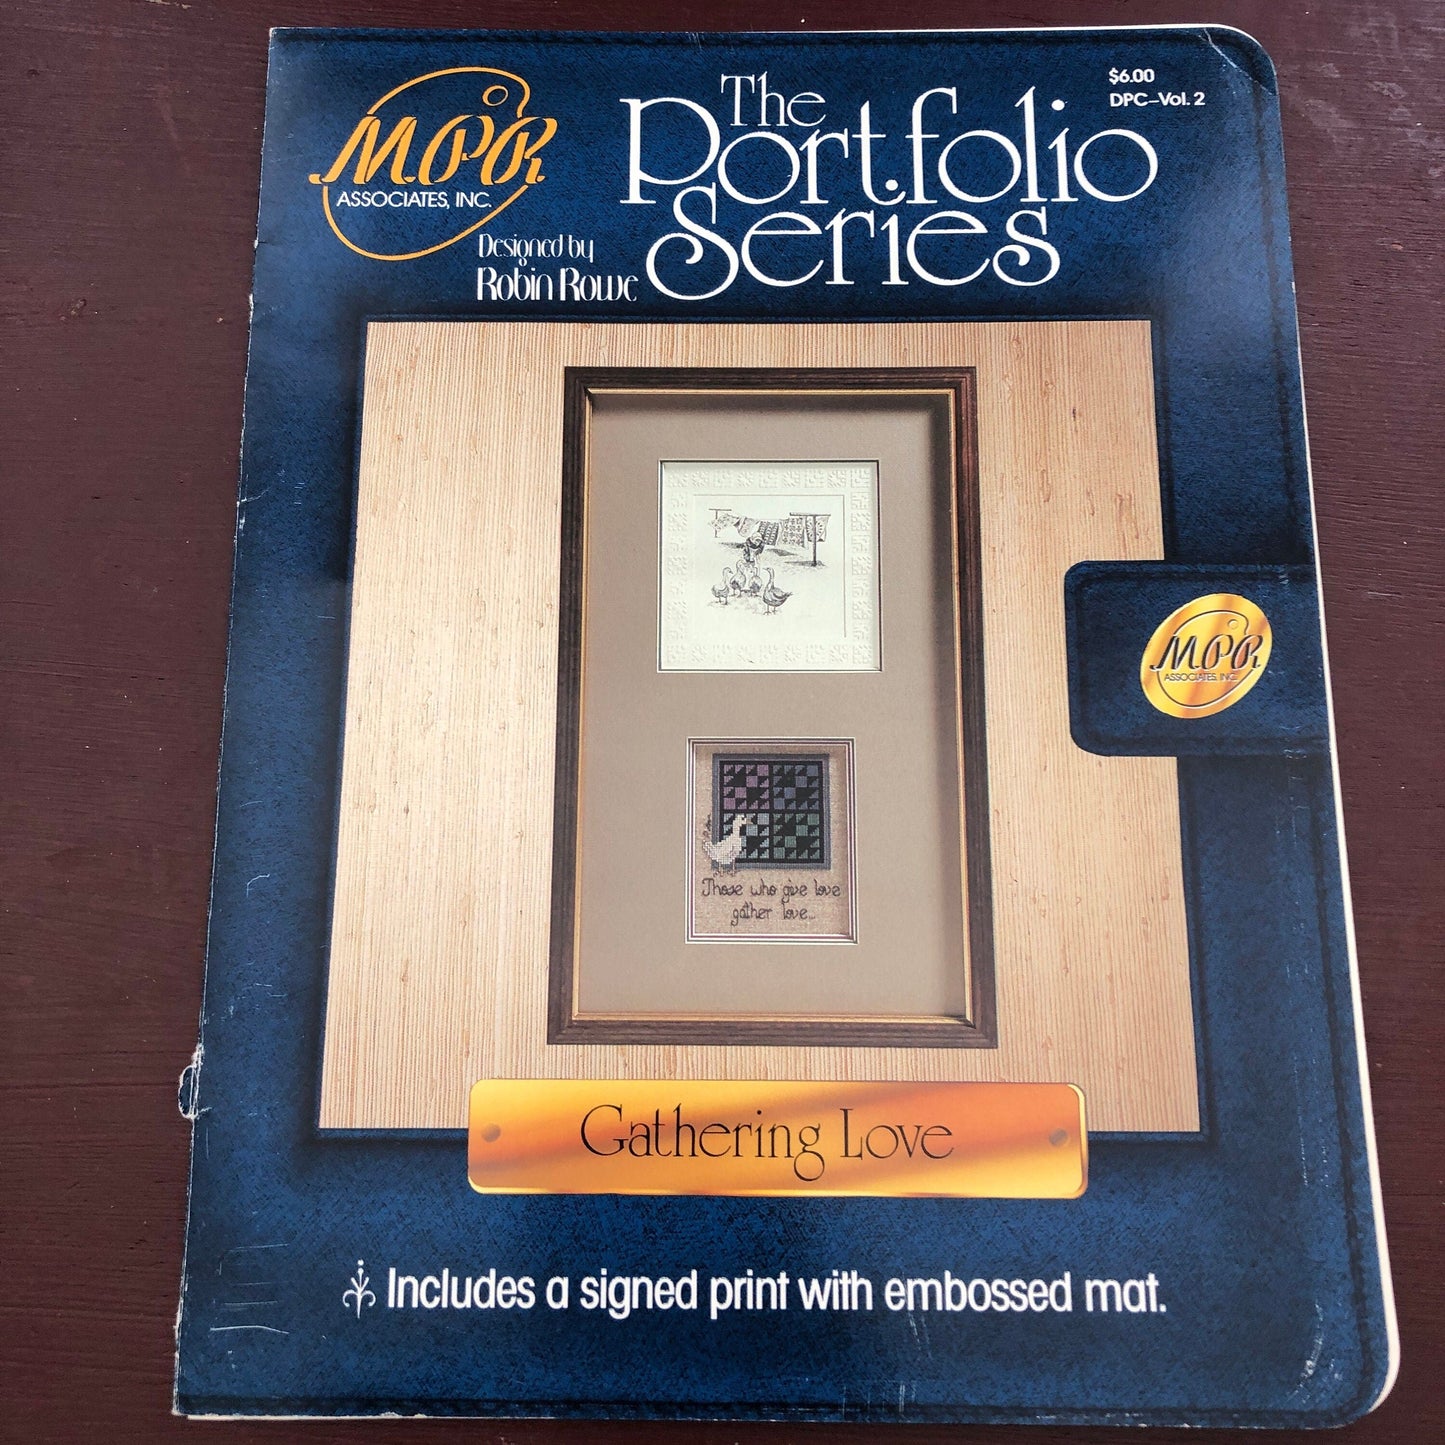 M.P.R.
ASSOCIATES, INC.
Designed by
Robin Rowe
The
Portfolio
Series
$6.00
DPC–Vol. 2
M.P.R.
ASSOCIATES, INC.
Those who give love
gather love...
Gathering Love
Includes a signed print with embossed mat.